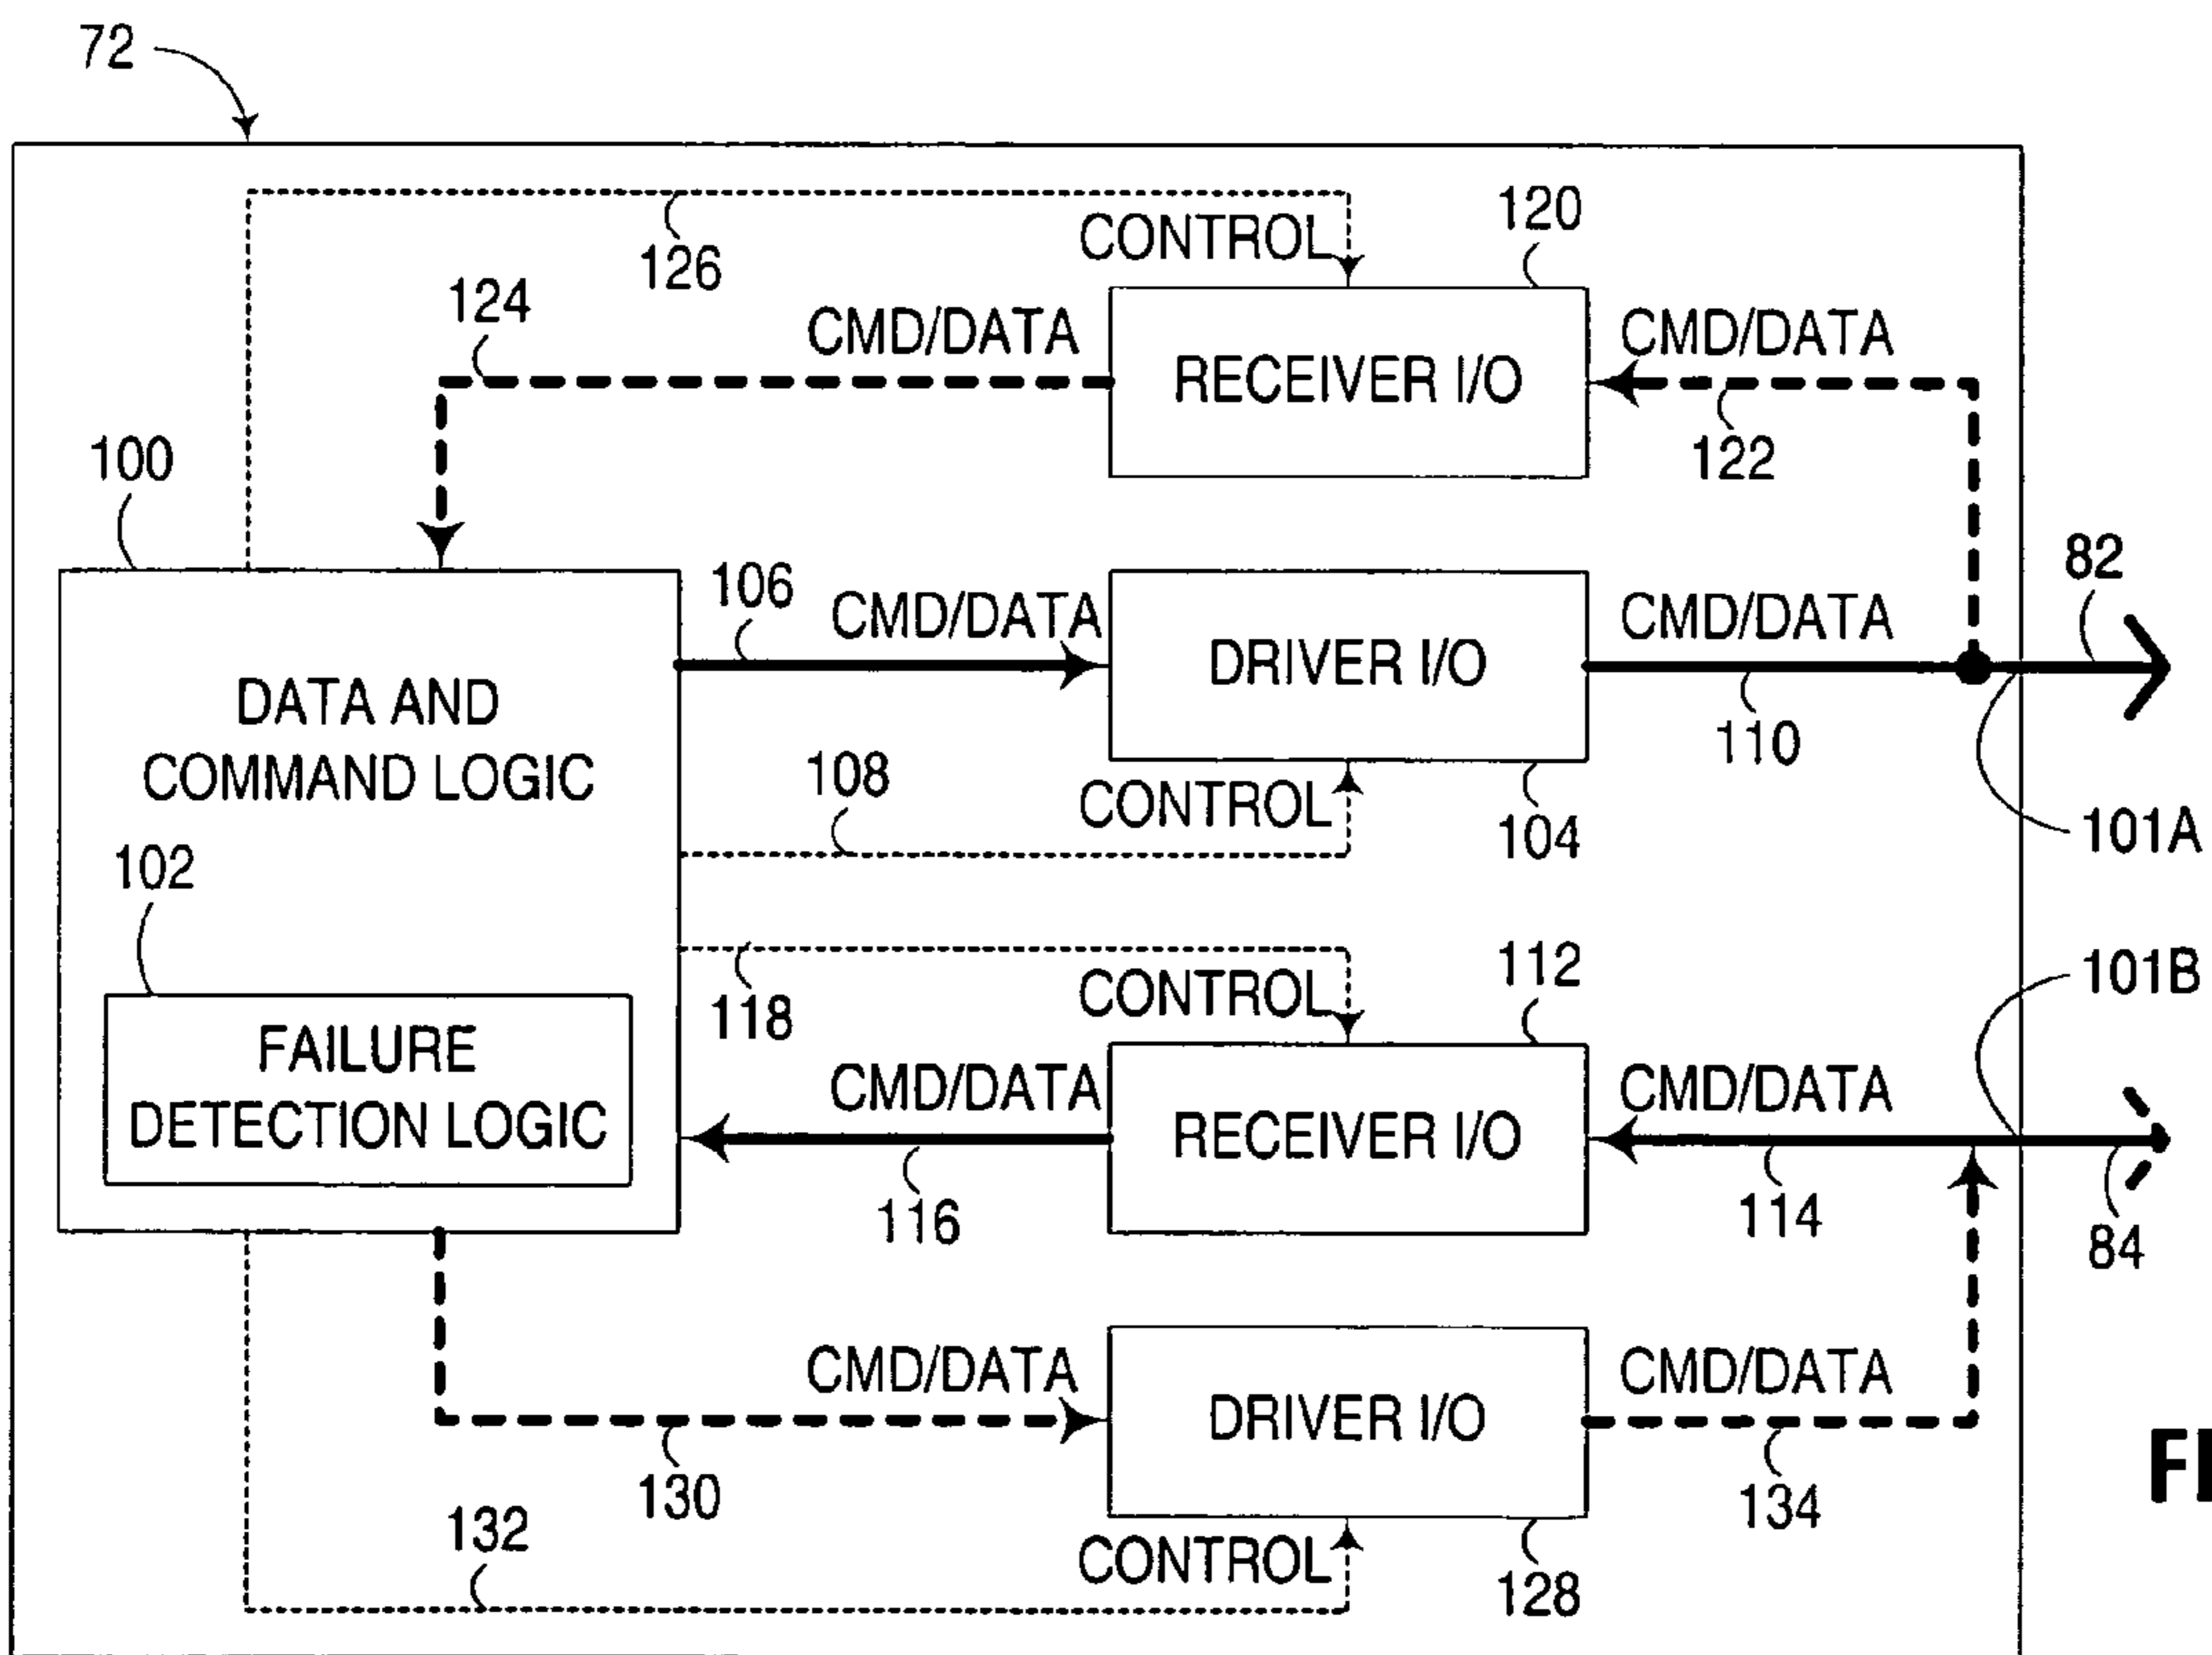 72
126
CONTROL
120
124
CMD/DATA
RECEIVER I/O
CMD/DATA
122
100
106
CMD/DATA
DRIVER I/O
CMD/DATA
82
110
DATA AND
COMMAND LOGIC
108
CONTROL
104
101A
102
118
CONTROL
112
101B
FAILURE
DETECTION LOGIC
CMD/DATA
RECEIVER I/O
CMD/DATA
116
114
84
CMD/DATA
DRIVER I/O
CMD/DATA
130
134
132
CONTROL
128